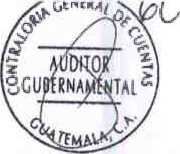 CONTRALORIA GENERAL DE CUENTAS
AUDITOR
GUBERNAMENTAL
GUATEMALA, C.A.